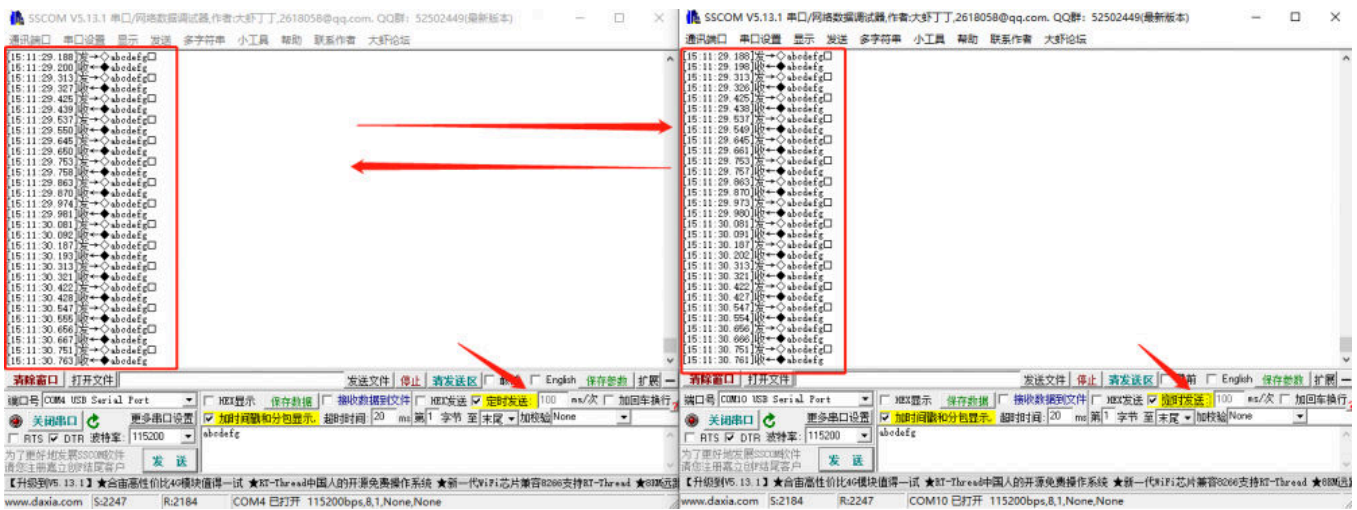 SSCOM V5.13.1 串口/网络数据调试器,作者:大虾丁丁,2618058@qq.com. QQ群: 52502449(最新版本)
通讯端口 串口设置 显示 发送 多字符串 小工具 帮助 联系作者 大虾论坛
[15:11:29.188]发→◇abcdefg□
[15:11:29.200]收←◆abcdefg
[15:11:29.313]发→◇abcdefg□
[15:11:29.327]收←◆abcdefg
[15:11:29.425]发→◇abcdefg□
[15:11:29.439]收←◆abcdefg
[15:11:29.537]发→◇abcdefg□
[15:11:29.550]收←◆abcdefg
[15:11:29.645]发→◇abcdefg□
[15:11:29.650]收←◆abcdefg
[15:11:29.753]发→◇abcdefg□
[15:11:29.758]收←◆abcdefg
[15:11:29.863]发→◇abcdefg□
[15:11:29.870]收←◆abcdefg
[15:11:29.974]发→◇abcdefg□
[15:11:29.981]收←◆abcdefg
[15:11:30.081]发→◇abcdefg□
[15:11:30.092]收←◆abcdefg
[15:11:30.187]发→◇abcdefg□
[15:11:30.193]收←◆abcdefg
[15:11:30.313]发→◇abcdefg□
[15:11:30.321]收←◆abcdefg
[15:11:30.422]发→◇abcdefg□
[15:11:30.428]收←◆abcdefg
[15:11:30.547]发→◇abcdefg□
[15:11:30.555]收←◆abcdefg
[15:11:30.656]发→◇abcdefg□
[15:11:30.667]收←◆abcdefg
[15:11:30.751]发→◇abcdefg□
[15:11:30.763]收←◆abcdefg
清除窗口 打开文件 发送文件 停止 清发送区 English 保存参数 扩展 —
端口号 COM4 USB Serial Port HEX显示 保存数据 接收数据到文件 HEX发送 定时发送: 100 ms/次 加回车换行
关闭串口 更多串口设置 加时间戳和分包显示, 超时时间: 20 ms 第1 字节 至 末尾 加校验 None
RTS DTR 波特率: 115200 abcdefg
为了更好地发展SSCOM软件
请您注册嘉立创F结尾客户 发 送
【升级到V5.13.1】★合宙高性价比4G模块值得一试 ★RT-Thread中国人的开源免费操作系统 ★新一代WiFi芯片兼容8266支持RT-Thread ★8KM远
www.daxia.com S:2247 R:2184 COM4 已打开 115200bps,8,1,None,None
SSCOM V5.13.1 串口/网络数据调试器,作者:大虾丁丁,2618058@qq.com. QQ群: 52502449(最新版本)
通讯端口 串口设置 显示 发送 多字符串 小工具 帮助 联系作者 大虾论坛
[15:11:29.188]发→◇abcdefg□
[15:11:29.198]收←◆abcdefg
[15:11:29.313]发→◇abcdefg□
[15:11:29.326]收←◆abcdefg
[15:11:29.425]发→◇abcdefg□
[15:11:29.438]收←◆abcdefg
[15:11:29.537]发→◇abcdefg□
[15:11:29.549]收←◆abcdefg
[15:11:29.645]发→◇abcdefg□
[15:11:29.661]收←◆abcdefg
[15:11:29.753]发→◇abcdefg□
[15:11:29.757]收←◆abcdefg
[15:11:29.863]发→◇abcdefg□
[15:11:29.870]收←◆abcdefg
[15:11:29.973]发→◇abcdefg□
[15:11:29.980]收←◆abcdefg
[15:11:30.081]发→◇abcdefg□
[15:11:30.091]收←◆abcdefg
[15:11:30.187]发→◇abcdefg□
[15:11:30.202]收←◆abcdefg
[15:11:30.313]发→◇abcdefg□
[15:11:30.321]收←◆abcdefg
[15:11:30.422]发→◇abcdefg□
[15:11:30.427]收←◆abcdefg
[15:11:30.547]发→◇abcdefg□
[15:11:30.554]收←◆abcdefg
[15:11:30.656]发→◇abcdefg□
[15:11:30.666]收←◆abcdefg
[15:11:30.751]发→◇abcdefg□
[15:11:30.761]收←◆abcdefg
清除窗口 打开文件 发送文件 停止 清发送区 English 保存参数 扩展 —
端口号 COM10 USB Serial Port HEX显示 保存数据 接收数据到文件 HEX发送 定时发送: 100 ms/次 加回车换行
关闭串口 更多串口设置 加时间戳和分包显示, 超时时间: 20 ms 第1 字节 至 末尾 加校验 None
RTS DTR 波特率: 115200 abcdefg
为了更好地发展SSCOM软件
请您注册嘉立创F结尾客户 发 送
【升级到V5.13.1】★合宙高性价比4G模块值得一试 ★RT-Thread中国人的开源免费操作系统 ★新一代WiFi芯片兼容8266支持RT-Thread ★8KM远
www.daxia.com S:2184 R:2247 COM10 已打开 115200bps,8,1,None,None